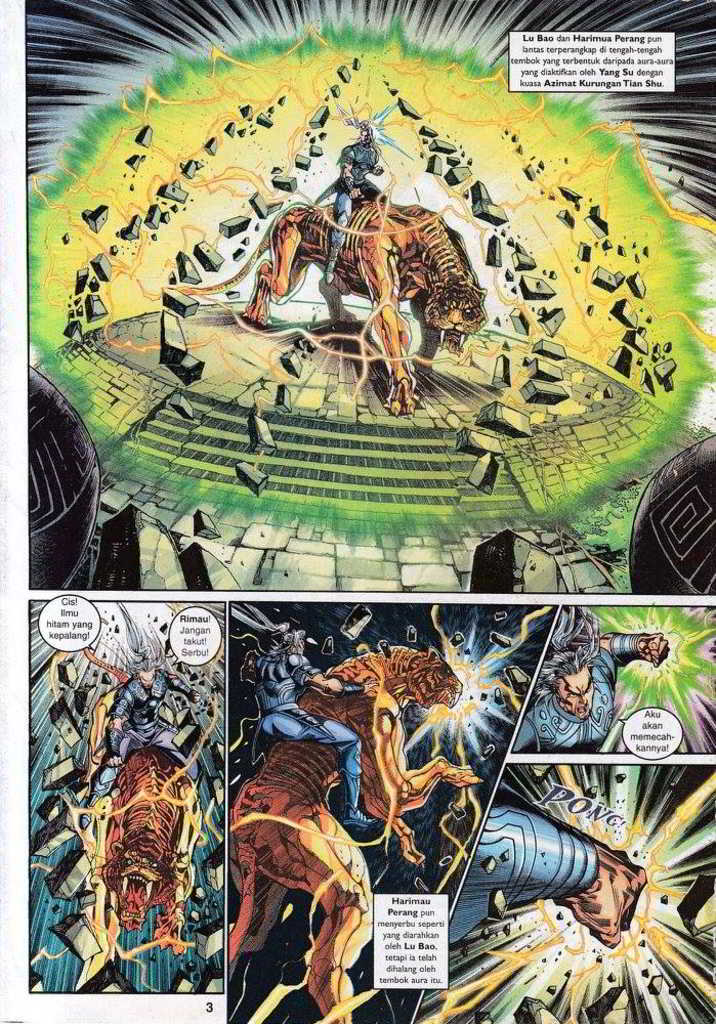 Lu Bao dan Harimua Perang pun
lantas terperangkap di tengah-tengah
tembok yang terbentuk daripada aura-aura
yang diaktifkan oleh Yang Su dengan
kuasa Azimat Kurungan Tian Shu.
Cis!
Ilmu
hitam yang
kepalang!
Rimau!
Jangan
takut!
Serbu!
Harimau
Perang pun
menyerbu seperti
yang diarahkan
oleh Lu Bao,
tetapi ia telah
dihalang oleh
tembok aura itu.
Aku
akan
memecah-
kannya!
PONG!
3